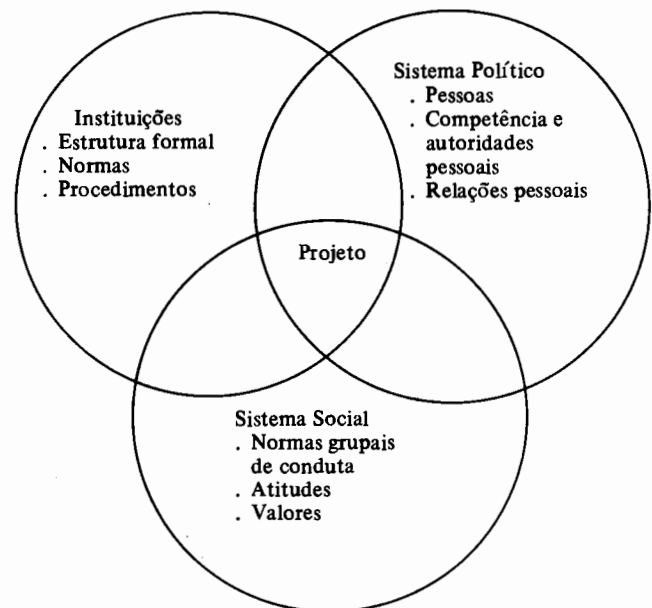 Instituições
. Estrutura formal
. Normas
. Procedimentos
Sistema Político
. Pessoas
. Competência e
autoridades
pessoais
. Relações pessoais
Projeto
Sistema Social
. Normas grupais
de conduta
. Atitudes
. Valores